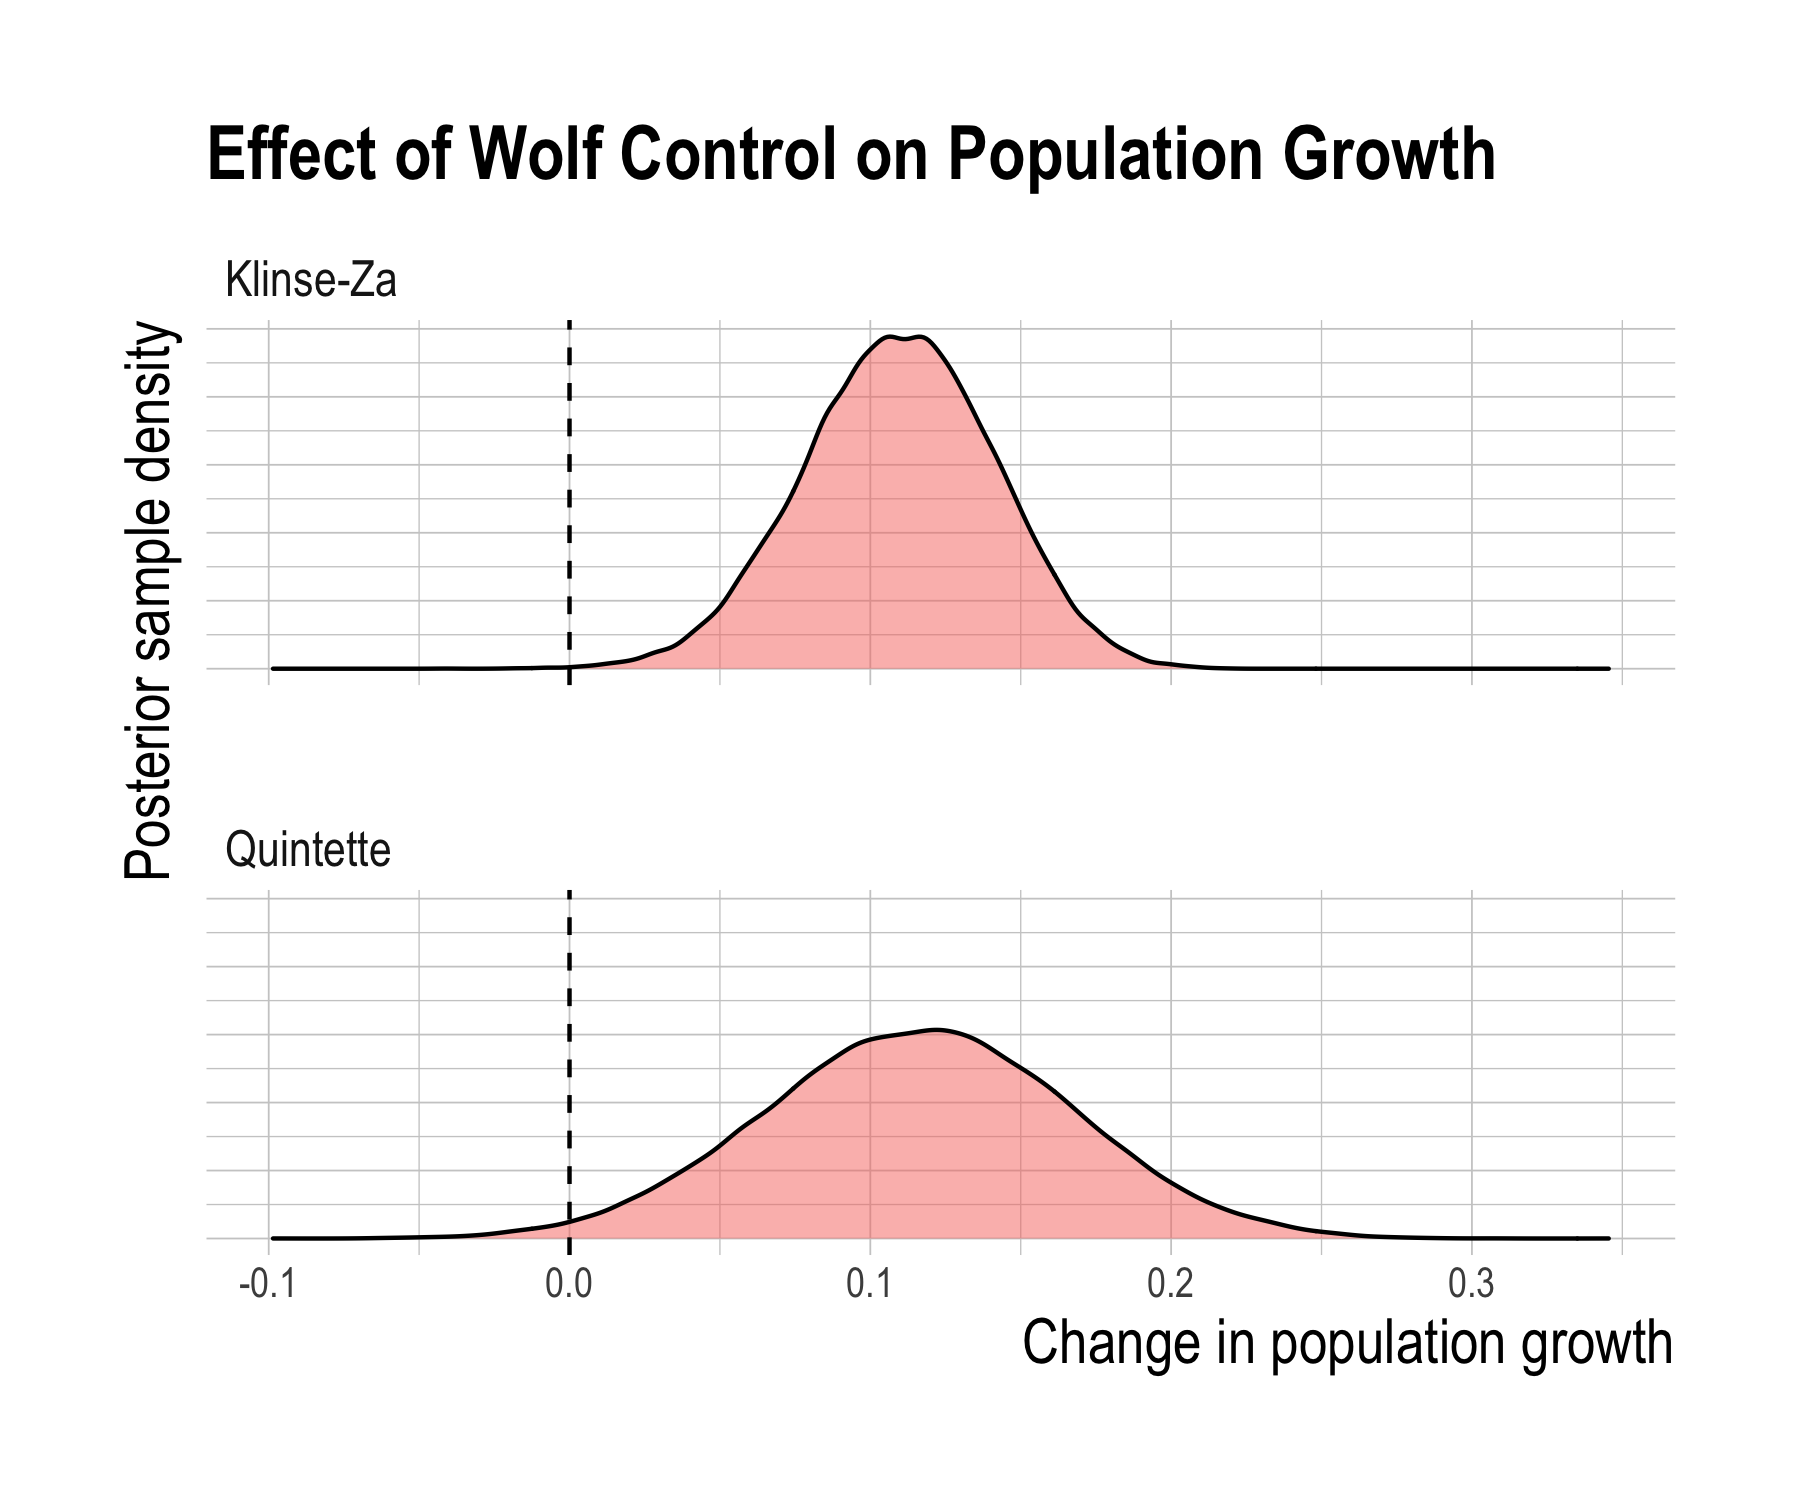 Effect of Wolf Control on Population Growth
Klinse-Za
Posterior sample density
Quintette
-0.1 0.0 0.1 0.2 0.3
Change in population growth